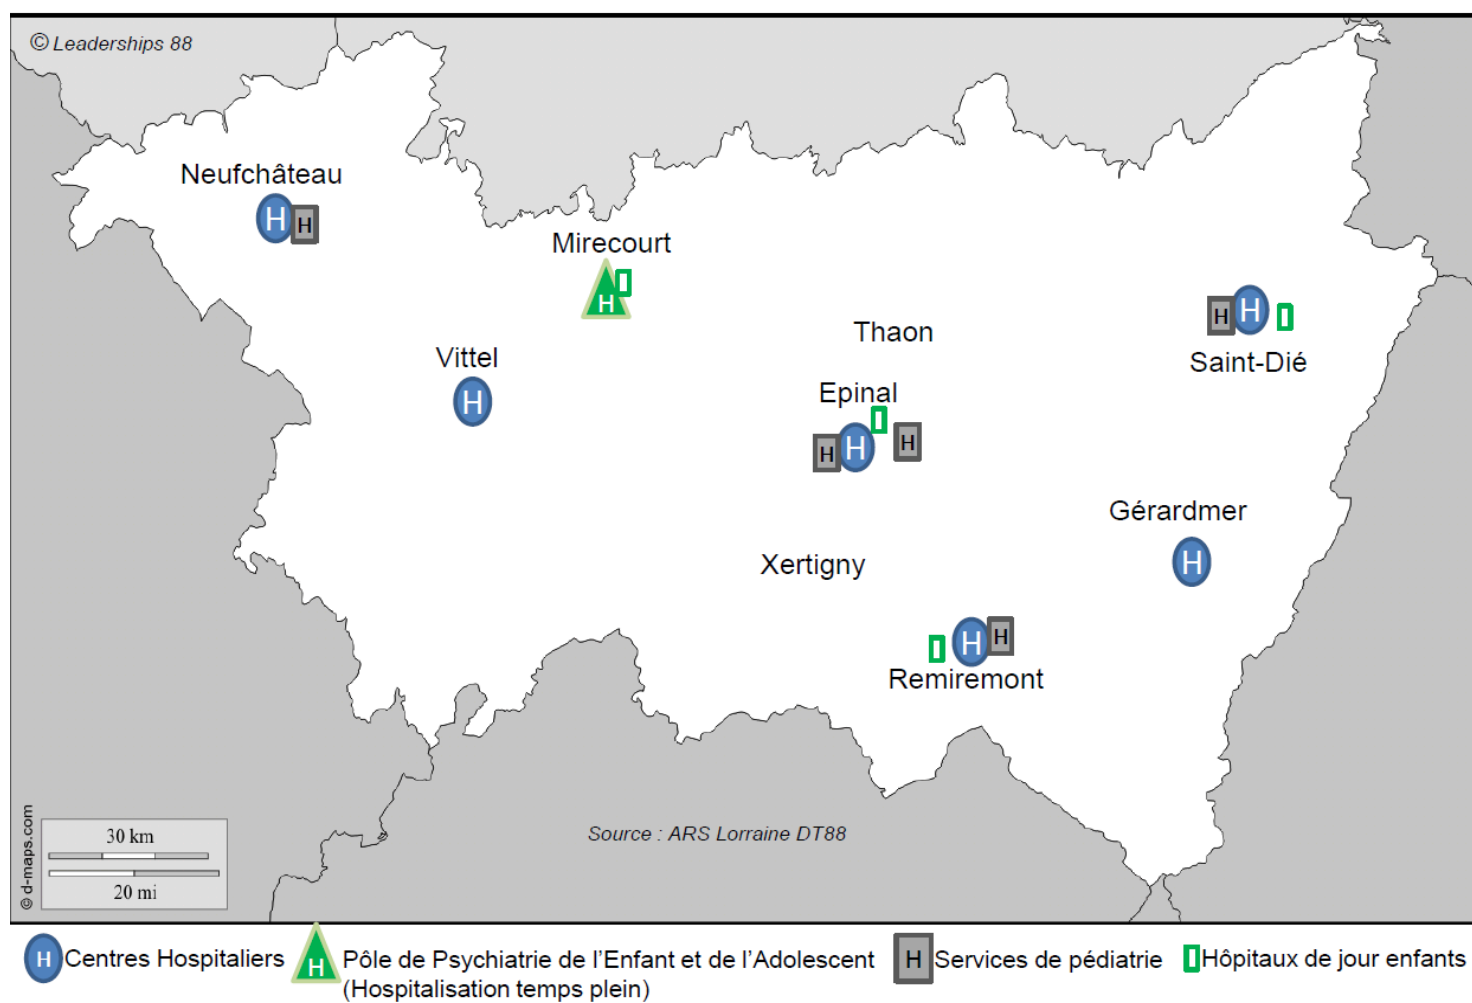 © Leaderships 88
Neufchâteau
H
H
Mirecourt
H
Thaon
H
H
Saint-Dié
Vittel
H
Epinal
H
H
H
Gérardmer
H
Xertigny
H
H
Remiremont
30 km
20 mi
© d-maps.com
Source : ARS Lorraine DT88
H Centres Hospitaliers
H Pôle de Psychiatrie de l'Enfant et de l'Adolescent
(Hospitalisation temps plein)
H Services de pédiatrie
Hôpitaux de jour enfants